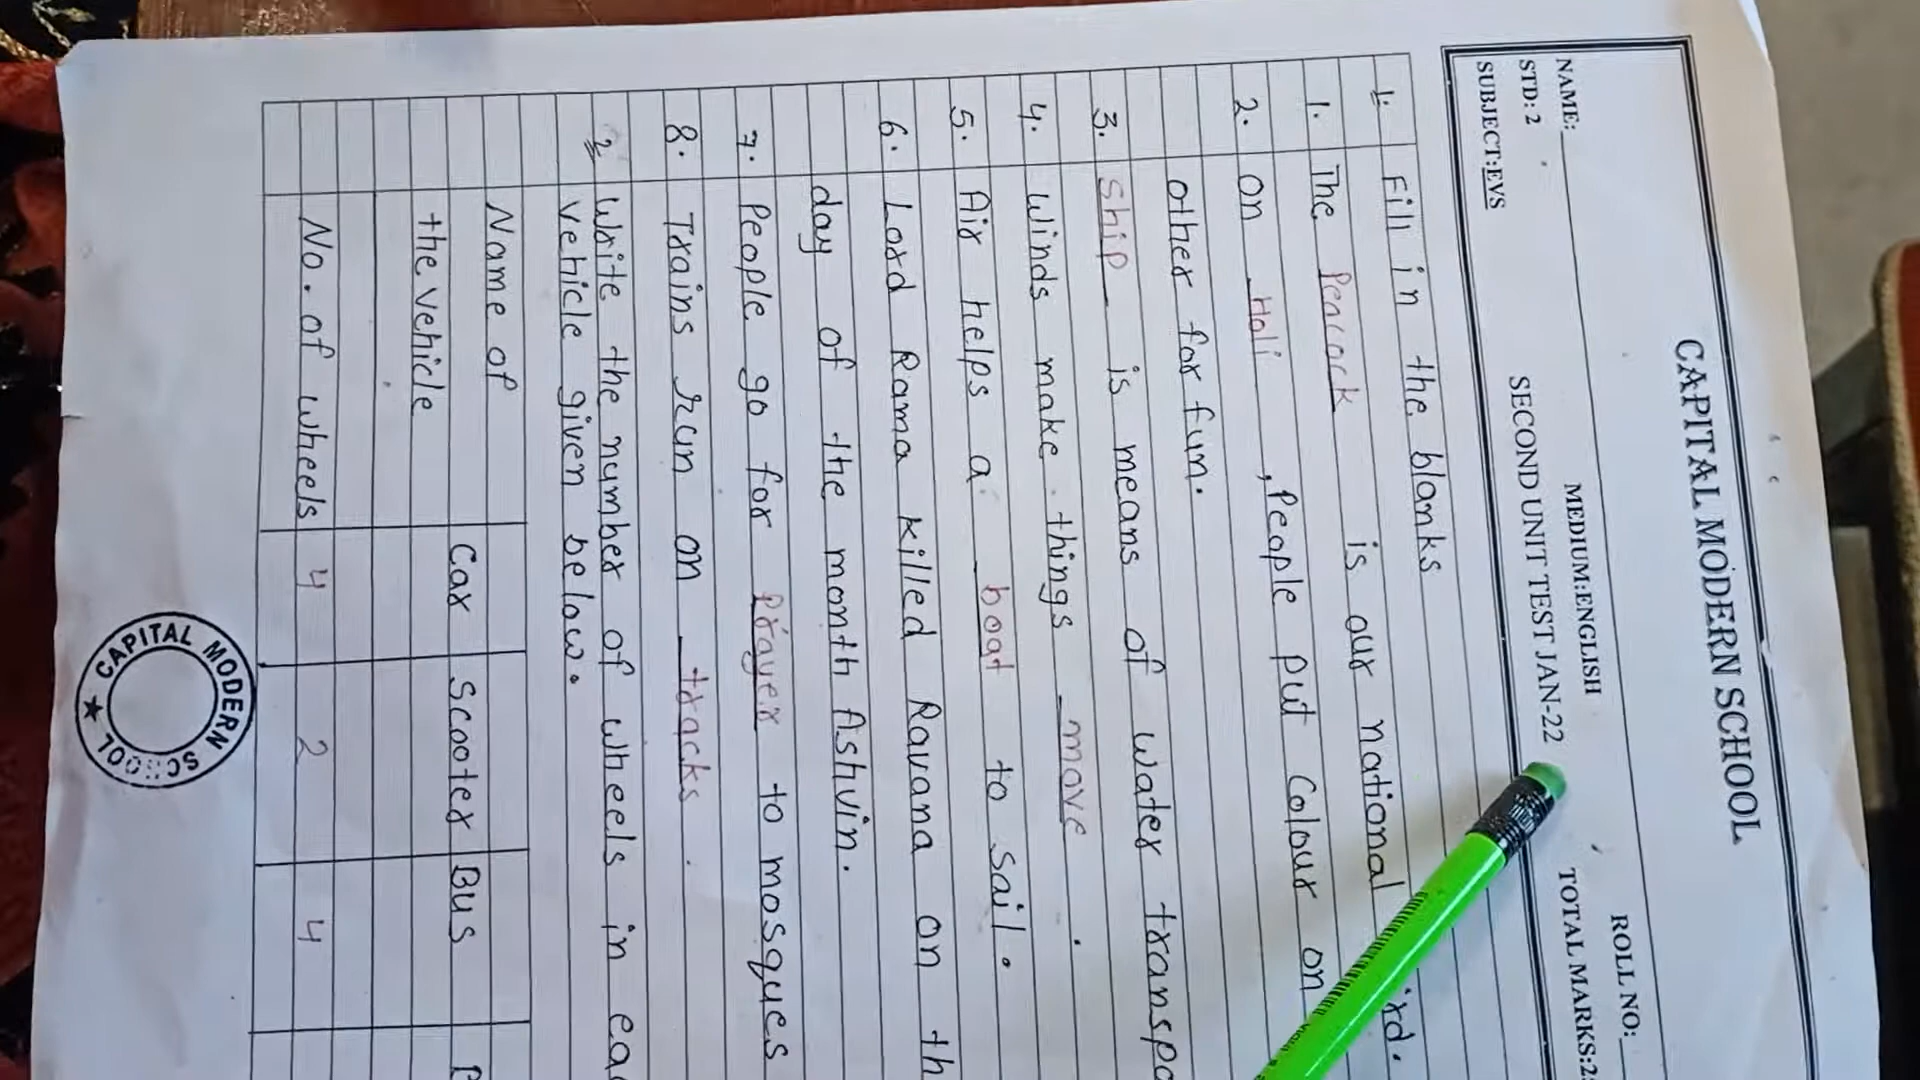 CAPITAL MODERN SCHOOL
NAME: ROLL NO:
STD: 2 MEDIUM:ENGLISH TOTAL MARKS:2
SUBJECT:EVS SECOND UNIT TEST JAN-22
1. Fill in the blanks
1. The Peacock is our national ird.
2. On Holi , People put Colour on
other for fun.
3. Ship is means of water transpo
4. Winds make things move .
5. Air helps a boat to sail.
6. Lord Rama killed Ravana on th
day of the month Ashvin.
7. People go for Prayer to mosques
8. Trains run on tracks .
2 Write the number of wheels in eac
vehicle given below.
Name of the vehicle Car Scooter Bus
No. of wheels 4 2 4
CAPITAL MODERN SCHOOL